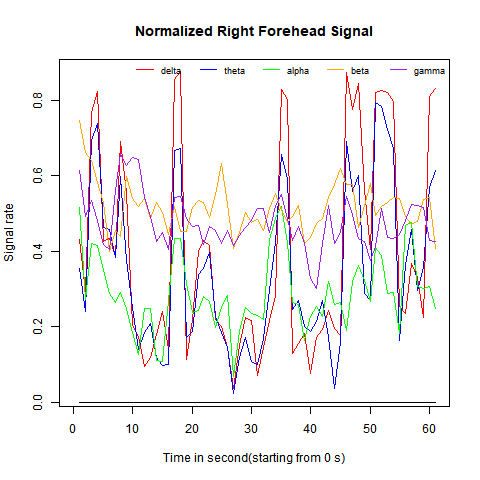 Normalized Right Forehead Signal
delta theta alpha beta gamma
Signal rate
0.0 0.2 0.4 0.6 0.8
0 10 20 30 40 50 60
Time in second(starting from 0 s)